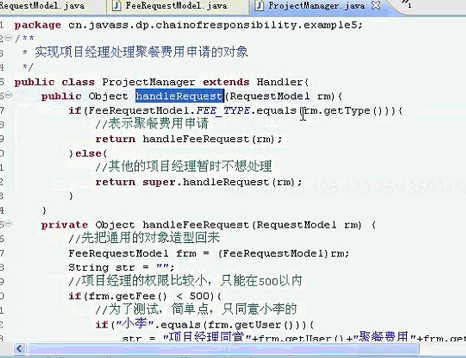 RequestModel.java FeeRequestModel.java ProjectManager.java
package cn.javass.dp.chainofresponsibility.example5;
/**
* 实现项目经理处理聚餐费用申请的对象
*/
public class ProjectManager extends Handler{
public Object handleRequest(RequestModel rm){
if(FeeRequestModel.FEE_TYPE.equals(rm.getType())){
//表示聚餐费用申请
return handleFeeRequest(rm);
}else{
//其他的项目经理暂时不想处理
return super.handleRequest(rm);
}
}
private Object handleFeeRequest(RequestModel rm){
//先把通用的对象造型回来
FeeRequestModel frm = (FeeRequestModel)rm;
String str = "";
//项目经理的权限比较小，只能在500以内
if(frm.getFee() < 500){
//为了测试，简单点，只同意小李的
if("小李".equals(frm.getUser())){
str = "项目经理同意"+frm.getUser()+"聚餐费用"+frm.get